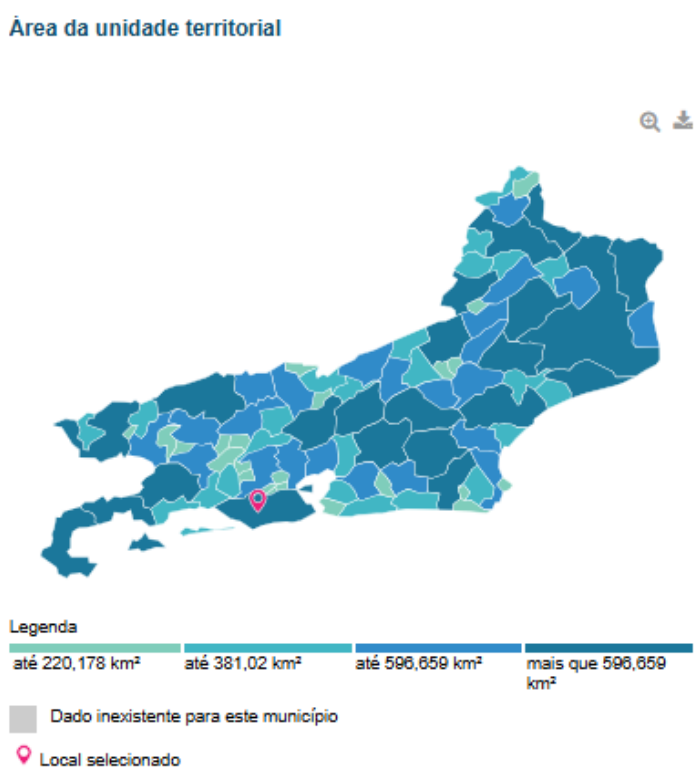 Área da unidade territorial
Legenda
até 220,178 km²
até 381,02 km²
até 596,659 km²
mais que 596,659
km²
Dado inexistente para este município
Local selecionado